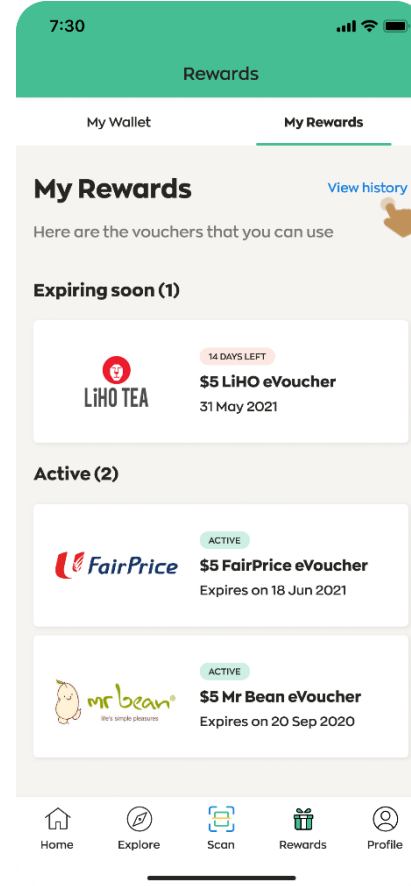 7:30
Rewards
My Wallet
My Rewards
My Rewards
View history
Here are the vouchers that you can use
Expiring soon (1)
LiHO TEA
14 DAYS LEFT
$5 LiHO eVoucher
31 May 2021
Active (2)
FairPrice
ACTIVE
$5 FairPrice eVoucher
Expires on 18 Jun 2021
mr bean®
life's simple pleasures
ACTIVE
$5 Mr Bean eVoucher
Expires on 20 Sep 2020
Home
Explore
Scan
Rewards
Profile